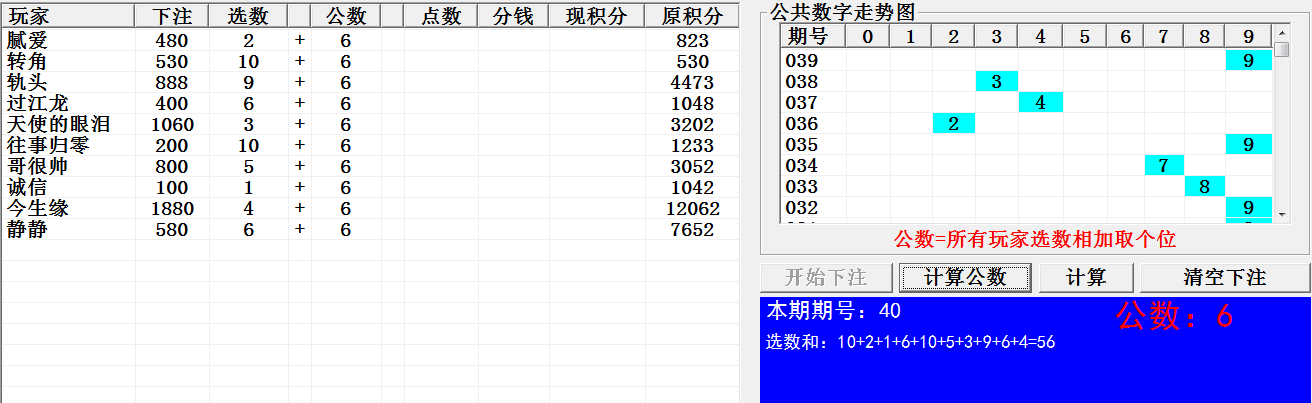 玩家 下注 选数 + 公数 点数 分钱 现积分 原积分
腻爱 480 2 + 6 823
转角 530 10 + 6 530
轨头 888 9 + 6 4473
过江龙 400 6 + 6 1048
天使的眼泪 1060 3 + 6 3202
往事归零 200 10 + 6 1233
哥很帅 800 5 + 6 3052
诚信 100 1 + 6 1042
今生缘 1880 4 + 6 12062
静静 580 6 + 6 7652
公共数字走势图
期号 0 1 2 3 4 5 6 7 8 9
039 9
038 3
037 4
036 2
035 9
034 7
033 8
032 9
公数=所有玩家选数相加取个位
开始下注 计算公数 计算 清空下注
本期期号：40
公数：6
选数和：10+2+1+6+10+5+3+9+6+4=56